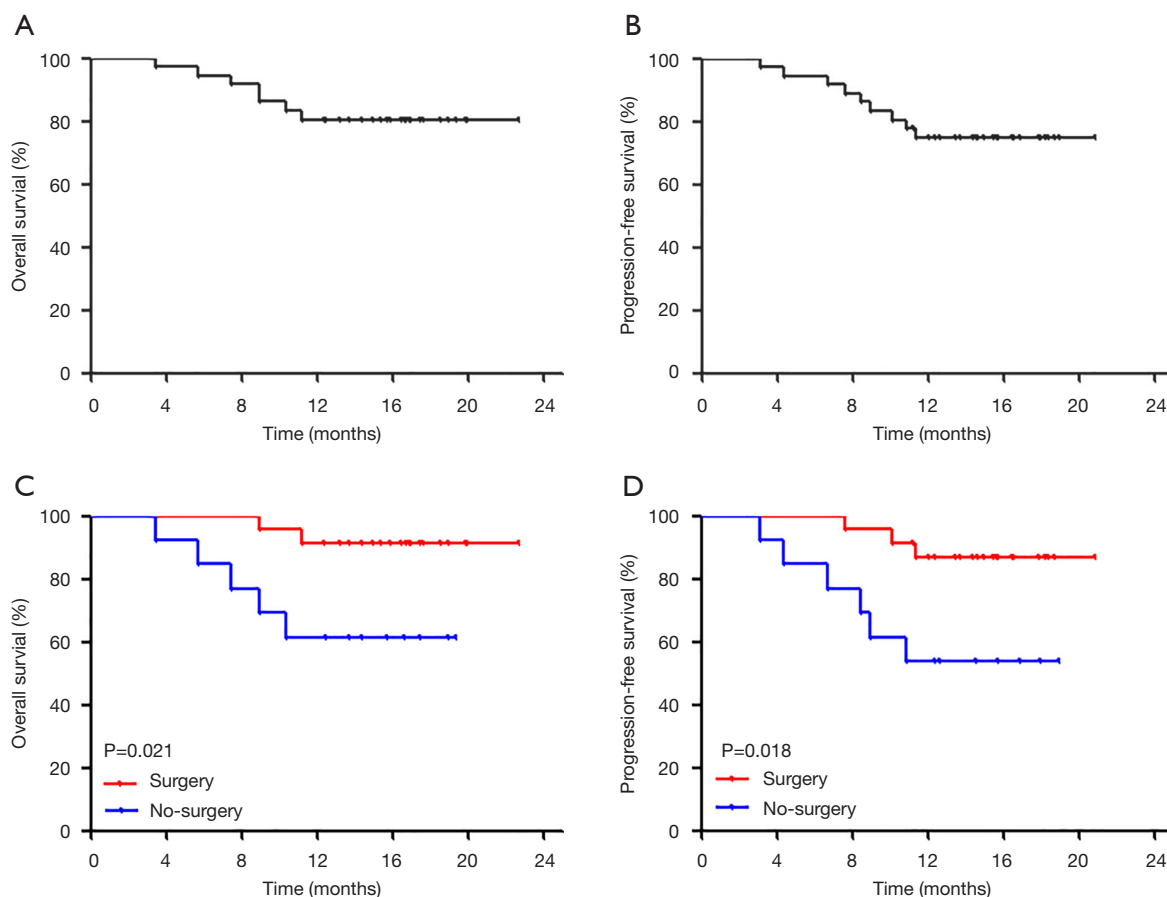 A
100
80
60
40
20
0
Overall survial (%)
0 4 8 12 16 20 24
Time (months)
B
100
80
60
40
20
0
Progression-free survival (%)
0 4 8 12 16 20 24
Time (months)
C
100
80
60
40
20
0
Overall survial (%)
P=0.021
Surgery
No-surgery
0 4 8 12 16 20 24
Time (months)
D
100
80
60
40
20
0
Progression-free survival (%)
P=0.018
Surgery
No-surgery
0 4 8 12 16 20 24
Time (months)